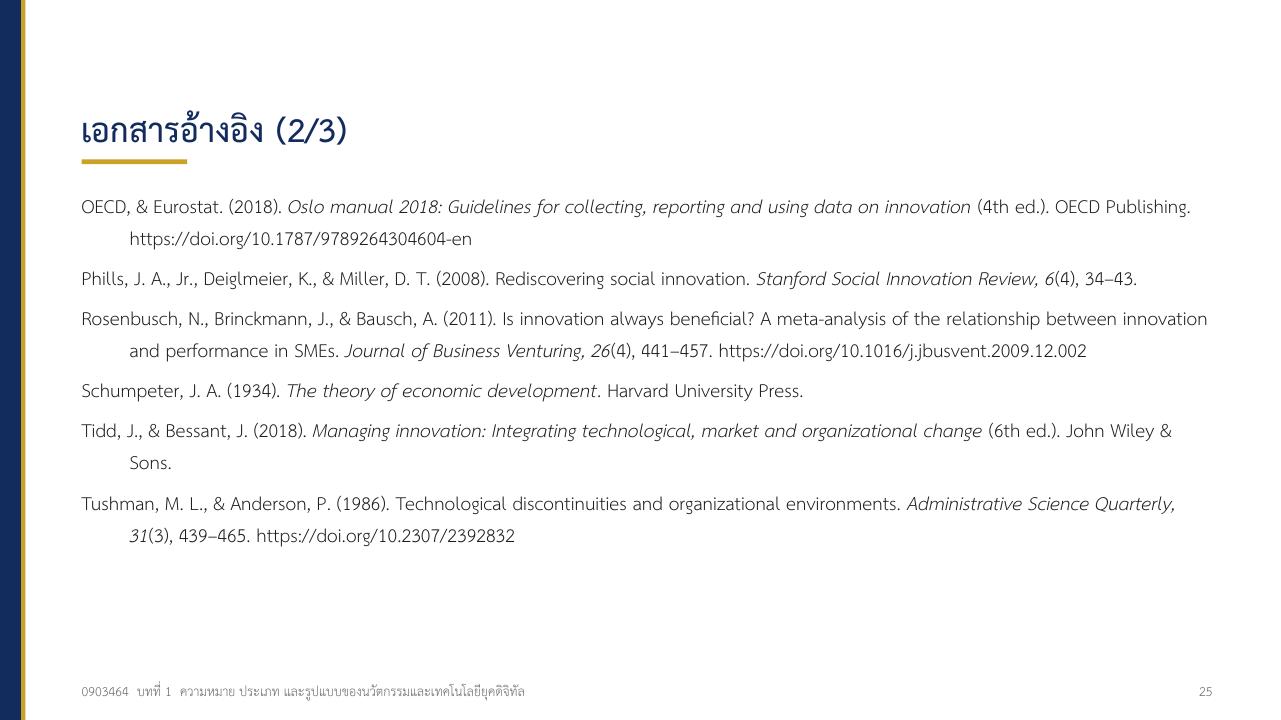 เอกสารอ้างอิง (2/3)
OECD, & Eurostat. (2018). Oslo manual 2018: Guidelines for collecting, reporting and using data on innovation (4th ed.). OECD Publishing.
https://doi.org/10.1787/9789264304604-en
Phills, J. A., Jr., Deiglmeier, K., & Miller, D. T. (2008). Rediscovering social innovation. Stanford Social Innovation Review, 6(4), 34–43.
Rosenbusch, N., Brinckmann, J., & Bausch, A. (2011). Is innovation always beneficial? A meta-analysis of the relationship between innovation
and performance in SMEs. Journal of Business Venturing, 26(4), 441–457. https://doi.org/10.1016/j.jbusvent.2009.12.002
Schumpeter, J. A. (1934). The theory of economic development. Harvard University Press.
Tidd, J., & Bessant, J. (2018). Managing innovation: Integrating technological, market and organizational change (6th ed.). John Wiley &
Sons.
Tushman, M. L., & Anderson, P. (1986). Technological discontinuities and organizational environments. Administrative Science Quarterly,
31(3), 439–465. https://doi.org/10.2307/2392832
0903464 บทที่ 1 ความหมาย ประเภท และรูปแบบของนวัตกรรมและเทคโนโลยียุคดิจิทัล
25